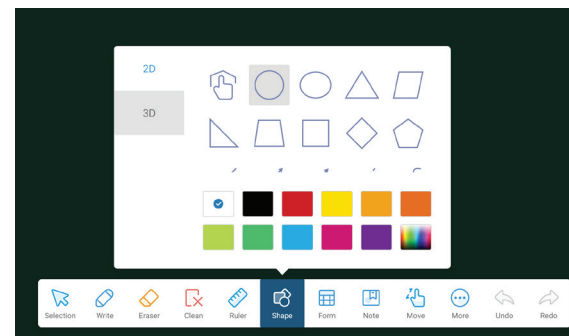 2D
3D
Selection Write Eraser Clean Ruler Shape Form Note Move More Undo Redo